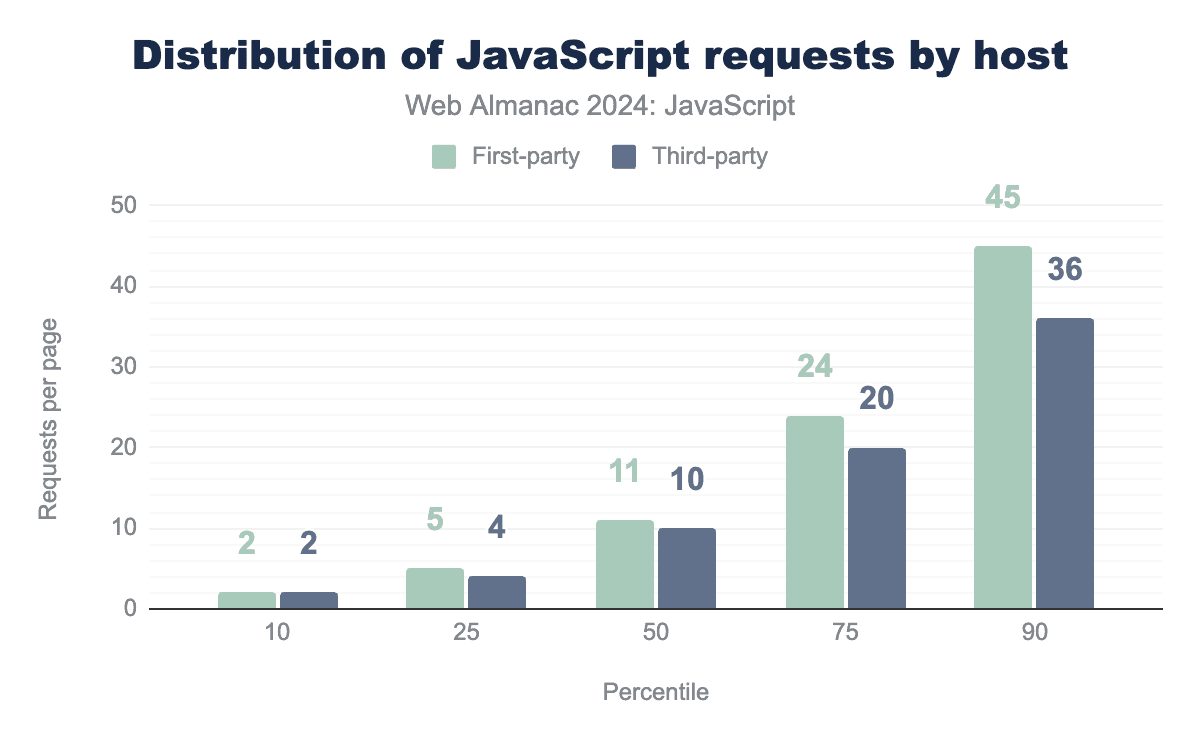 Distribution of JavaScript requests by host
Web Almanac 2024: JavaScript
First-party Third-party
50
40
30
20
10
0
Requests per page
2 2
5 4
11 10
24 20
45 36
10 25 50 75 90
Percentile